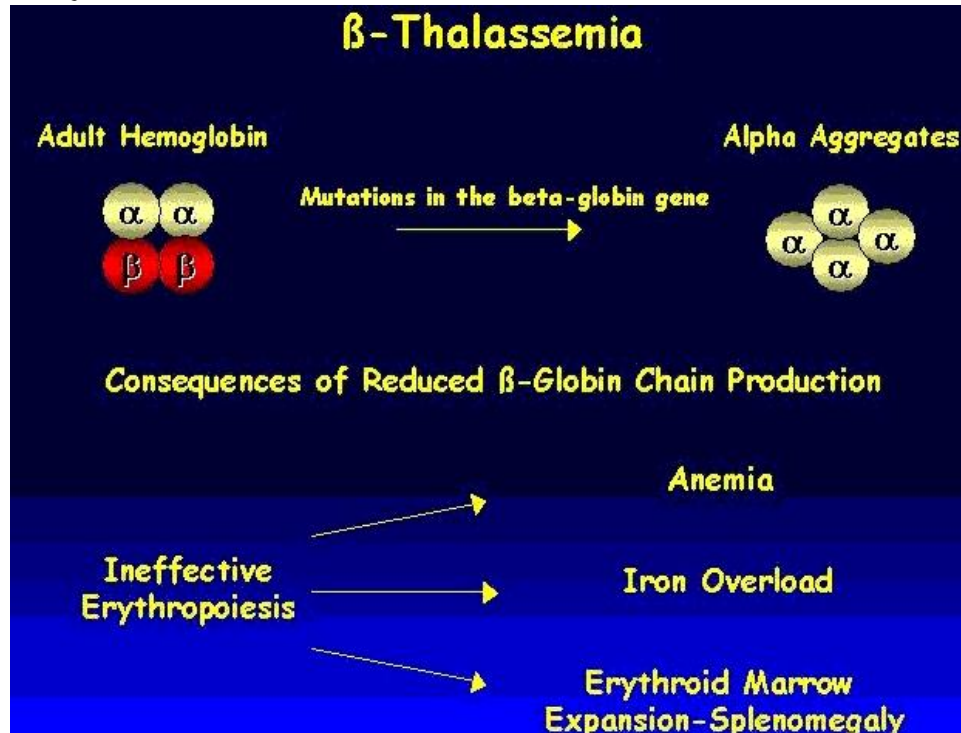 ß-Thalassemia
Adult Hemoglobin
Alpha Aggregates
Mutations in the beta-globin gene
α α
β β
α
α α
α
Consequences of Reduced ß-Globin Chain Production
Anemia
Ineffective
Erythropoiesis
Iron Overload
Erythroid Marrow
Expansion-Splenomegaly